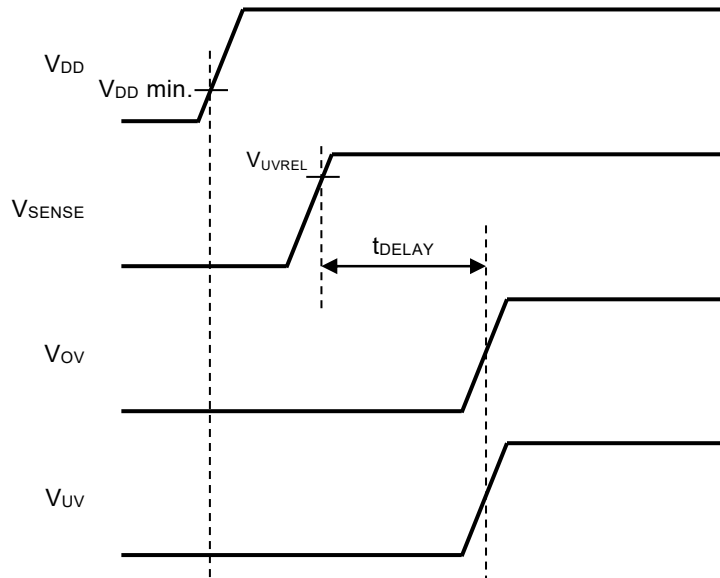 VDD
VDD min.
VUVREL
VSENSE
tDELAY
VOV
VUV